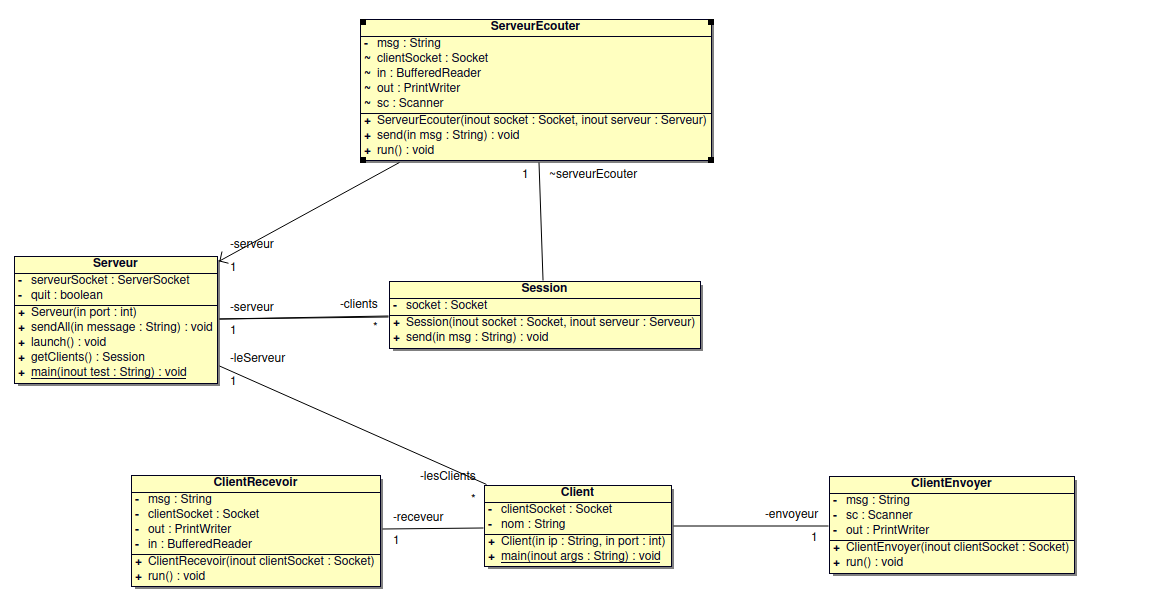 ServeurEcouter
- msg : String
~ clientSocket : Socket
~ in : BufferedReader
~ out : PrintWriter
~ sc : Scanner
+ ServeurEcouter(inout socket : Socket, inout serveur : Serveur)
+ send(in msg : String) : void
+ run() : void
1
~serveurEcouter
-serveur
1
Serveur
- serveurSocket : ServerSocket
- quit : boolean
+ Serveur(in port : int)
+ sendAll(in message : String) : void
+ launch() : void
+ getClients() : Session
+ main(inout test : String) : void
-serveur
1
-clients
*
Session
- socket : Socket
+ Session(inout socket : Socket, inout serveur : Serveur)
+ send(in msg : String) : void
-leServeur
1
-lesClients
*
ClientRecevoir
- msg : String
- clientSocket : Socket
- out : PrintWriter
- in : BufferedReader
+ ClientRecevoir(inout clientSocket : Socket)
+ run() : void
-receveur
1
Client
- clientSocket : Socket
- nom : String
+ Client(in ip : String, in port : int)
+ main(inout args : String) : void
-envoyeur
1
ClientEnvoyer
- msg : String
- sc : Scanner
- out : PrintWriter
+ ClientEnvoyer(inout clientSocket : Socket)
+ run() : void